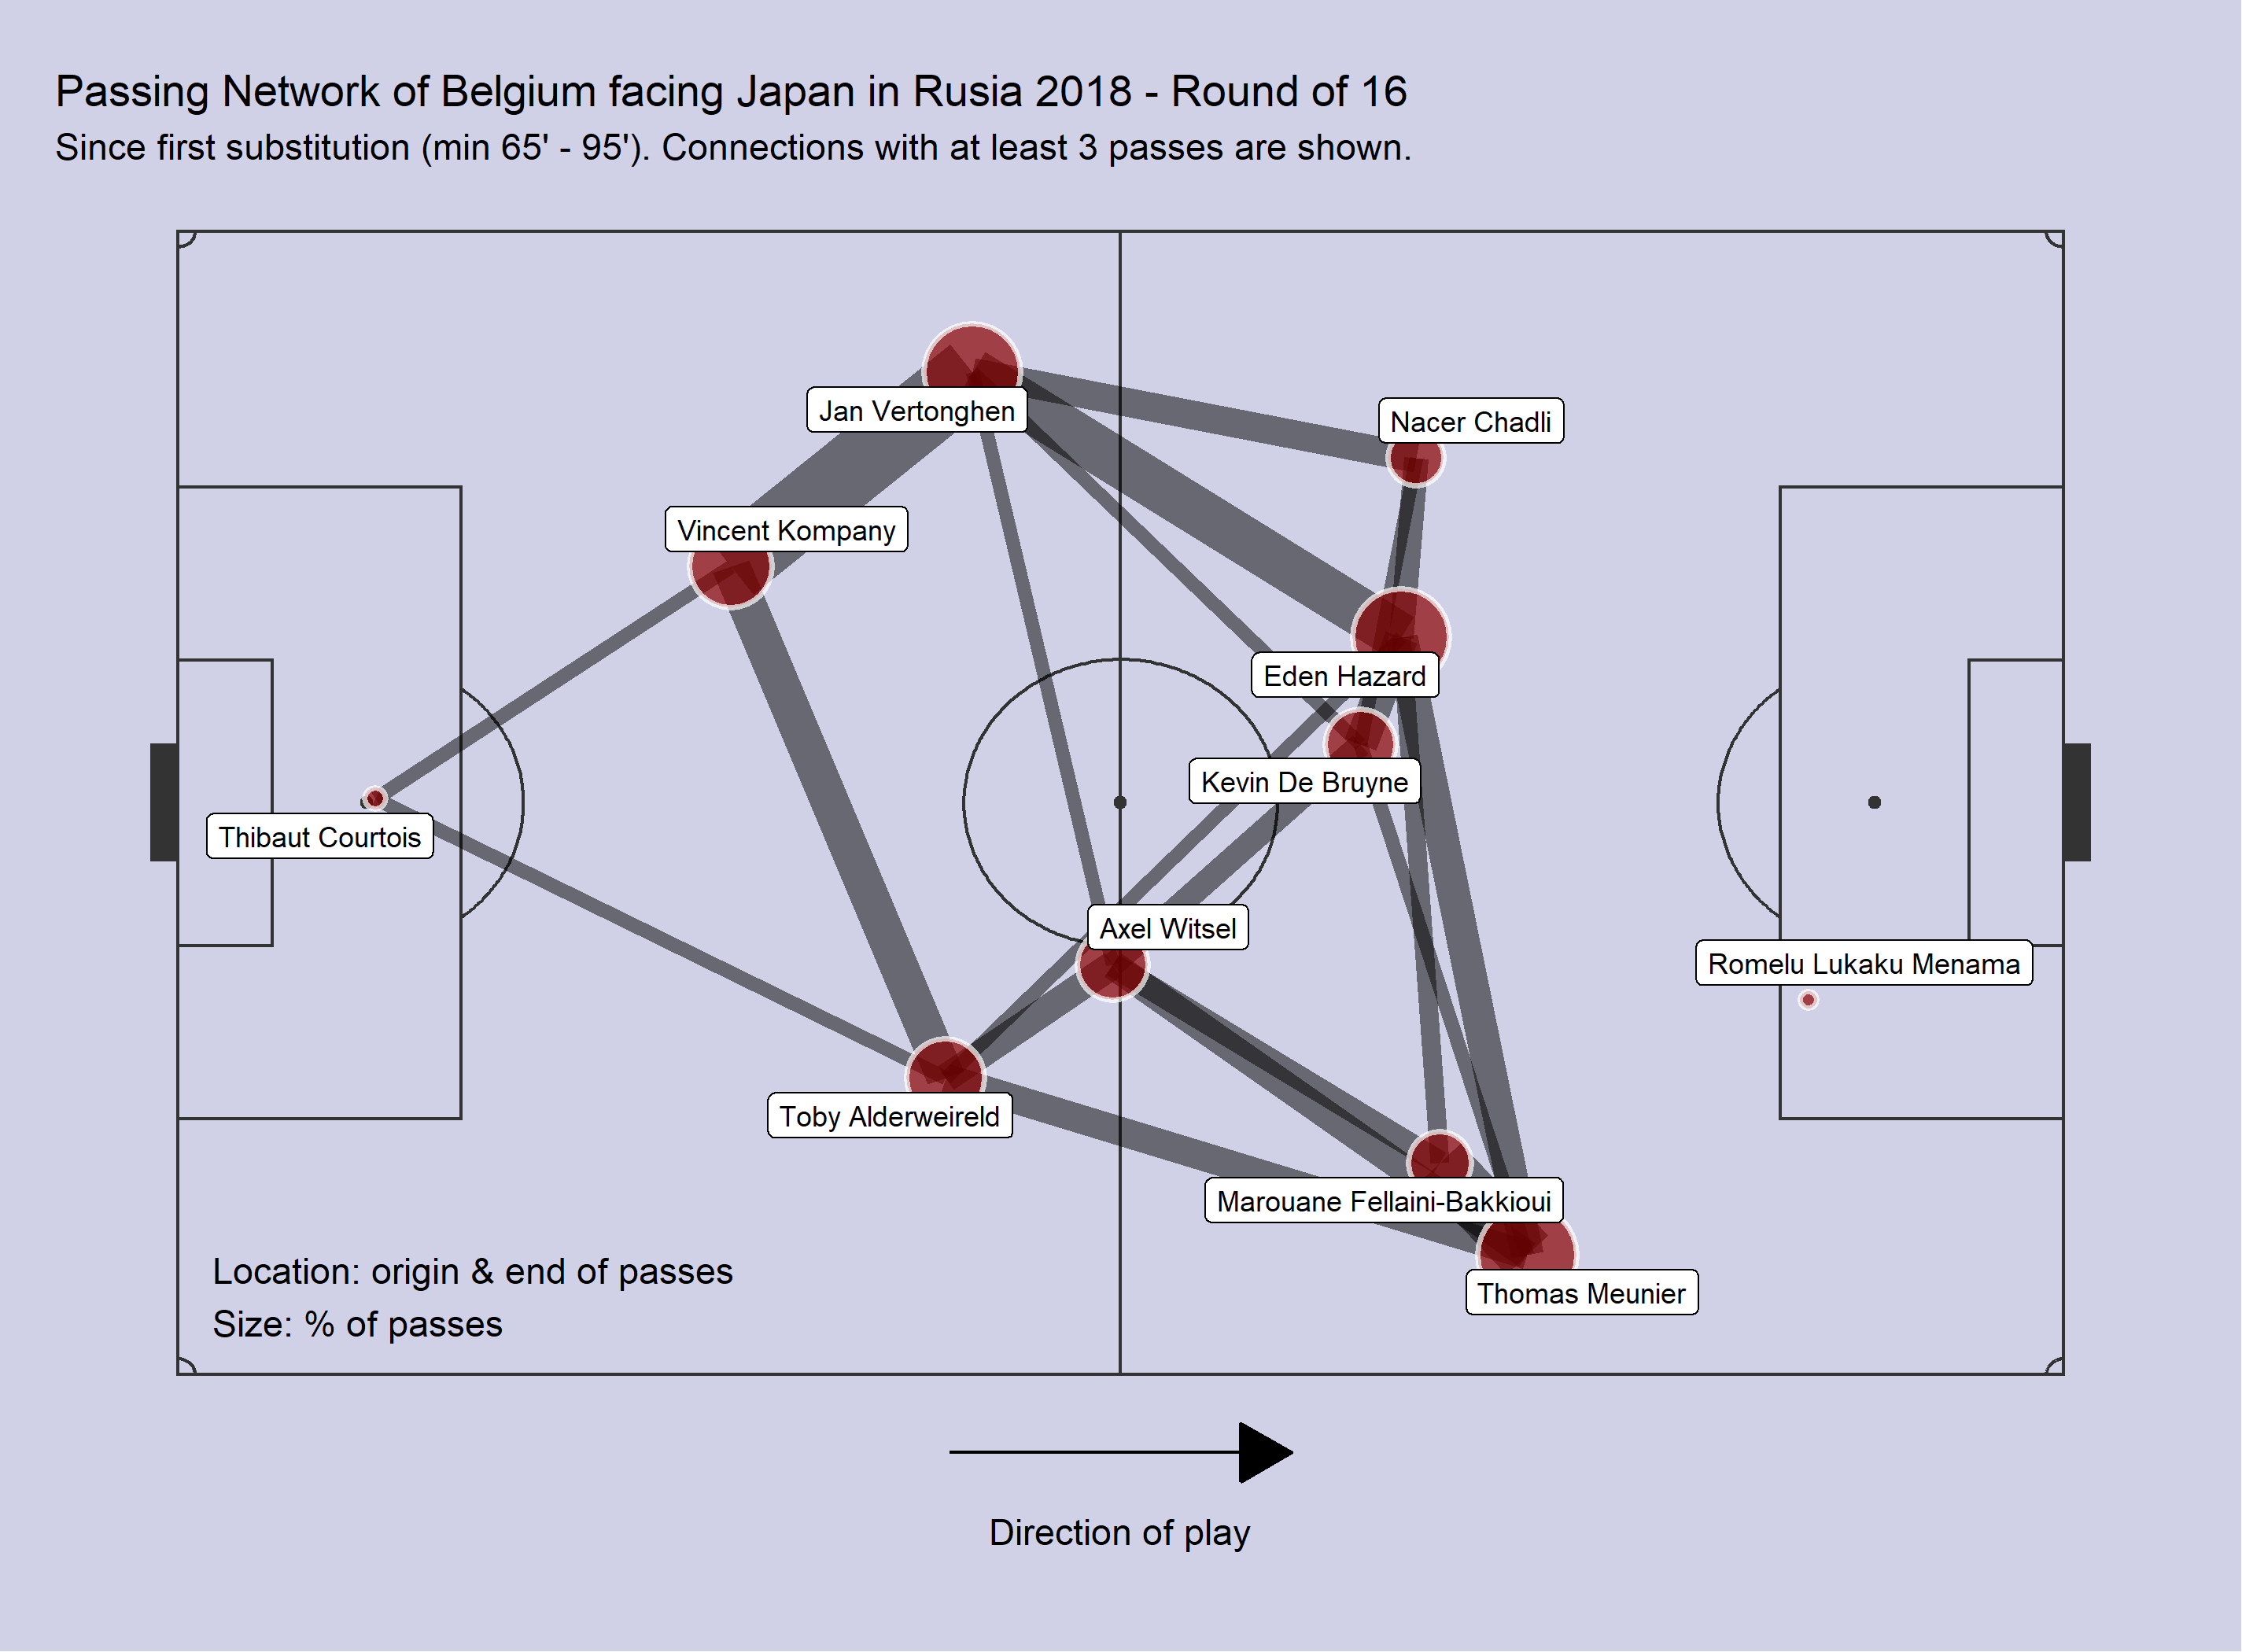 Passing Network of Belgium facing Japan in Rusia 2018 - Round of 16
Since first substitution (min 65' - 95'). Connections with at least 3 passes are shown.
Jan Vertonghen
Nacer Chadli
Vincent Kompany
Eden Hazard
Kevin De Bruyne
Thibaut Courtois
Axel Witsel
Romelu Lukaku Menama
Toby Alderweireld
Marouane Fellaini-Bakkioui
Thomas Meunier
Location: origin & end of passes
Size: % of passes
Direction of play